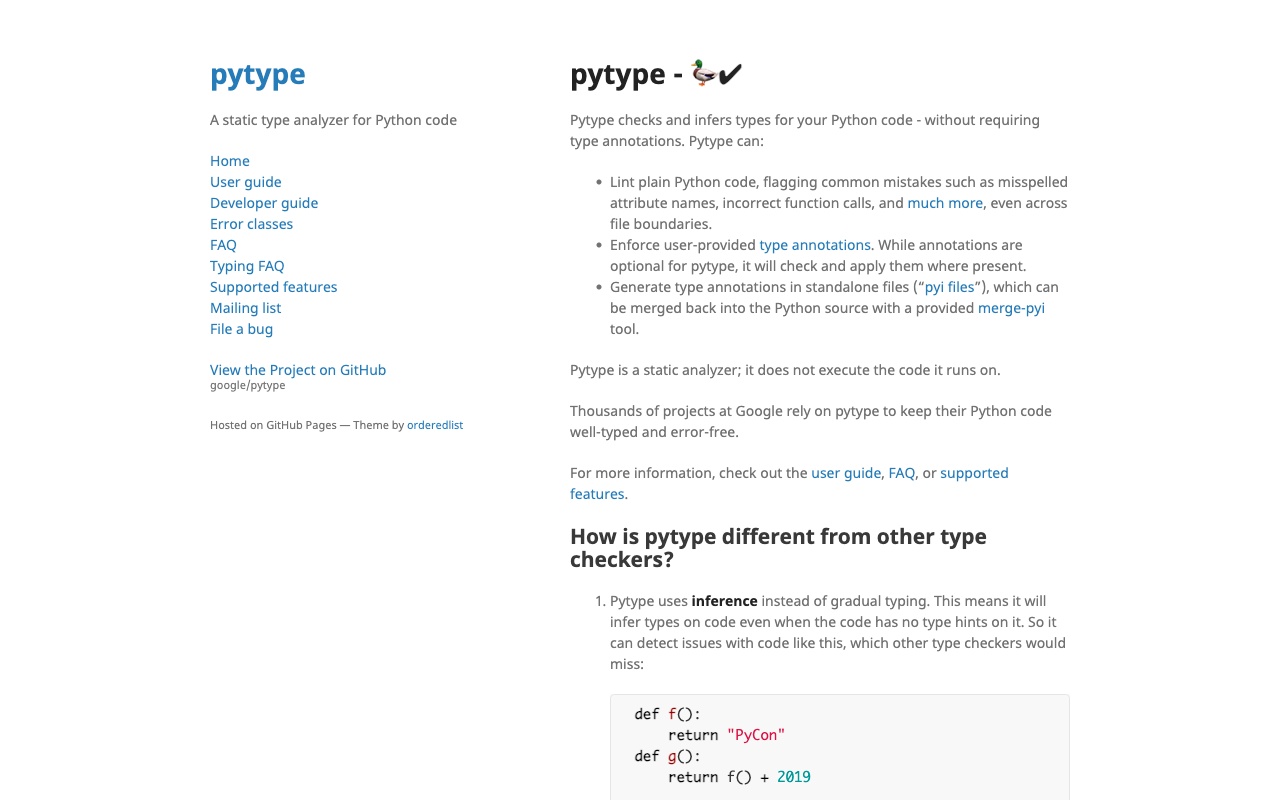 pytype
A static type analyzer for Python code
Home
User guide
Developer guide
Error classes
FAQ
Typing FAQ
Supported features
Mailing list
File a bug
View the Project on GitHub
google/pytype
Hosted on GitHub Pages — Theme by orderedlist
pytype - 🦆✔
Pytype checks and infers types for your Python code - without requiring
type annotations. Pytype can:
• Lint plain Python code, flagging common mistakes such as misspelled
attribute names, incorrect function calls, and much more, even across
file boundaries.
• Enforce user-provided type annotations. While annotations are
optional for pytype, it will check and apply them where present.
• Generate type annotations in standalone files (“pyi files”), which can
be merged back into the Python source with a provided merge-pyi
tool.
Pytype is a static analyzer; it does not execute the code it runs on.
Thousands of projects at Google rely on pytype to keep their Python code
well-typed and error-free.
For more information, check out the user guide, FAQ, or supported
features.
How is pytype different from other type
checkers?
1. Pytype uses inference instead of gradual typing. This means it will
infer types on code even when the code has no type hints on it. So it
can detect issues with code like this, which other type checkers would
miss:
def f():
    return "PyCon"
def g():
    return f() + 2019